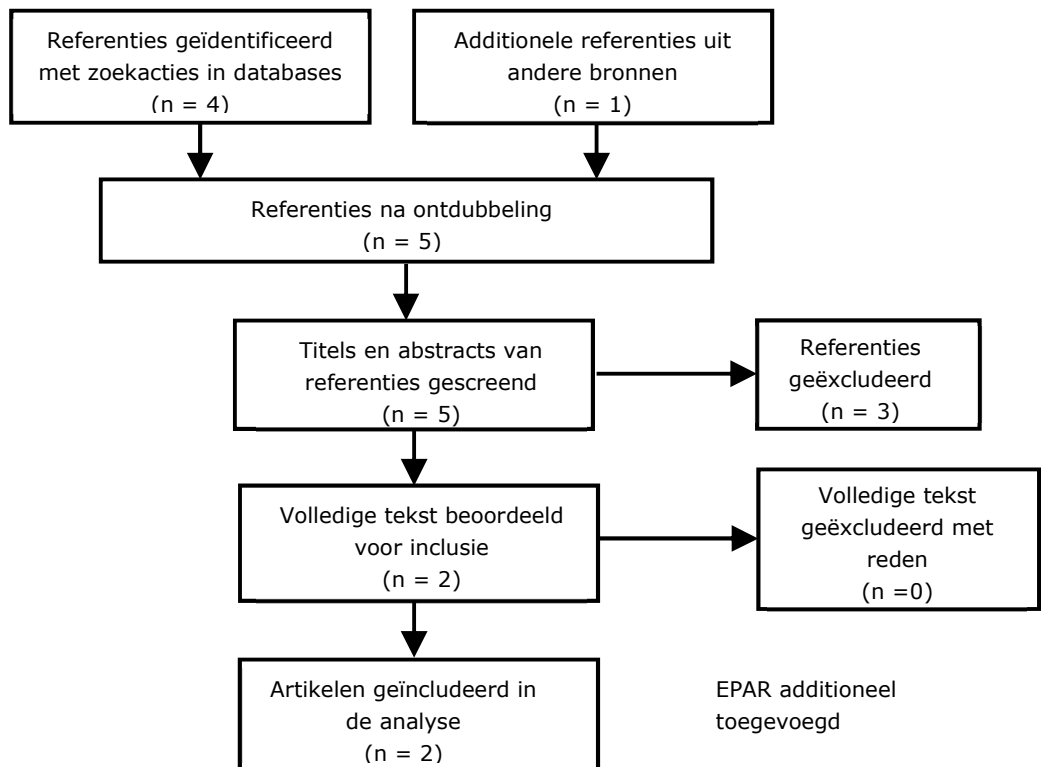 Referenties geïdentificeerd
met zoekacties in databases
(n = 4)
Additionele referenties uit
andere bronnen
(n = 1)
Referenties na ontdubbeling
(n = 5)
Titels en abstracts van
referenties gescreend
(n = 5)
Referenties
geëxcludeerd
(n = 3)
Volledige tekst beoordeeld
voor inclusie
(n = 2)
Volledige tekst
geëxcludeerd met
reden
(n =0)
Artikelen geïncludeerd in
de analyse
(n = 2)
EPAR additioneel
toegevoegd